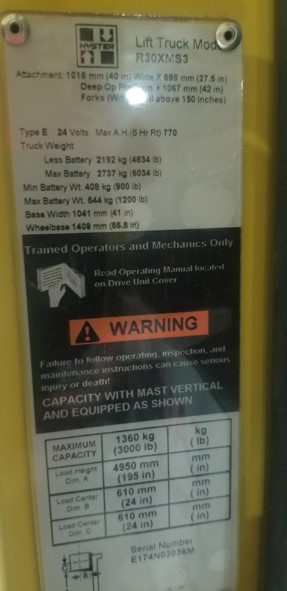 HYSTER
Lift Truck Mod
R30XMS3
Attachment: 1016 mm (40 in) Wide X 698 mm (27.5 in)
Deep Op + 1067 mm (42 in)
Forks above 150 inches)
Type E 24 Volts Max A.H.(6 Hr Rt) 770
Truck Weight
Less Battery 2192 kg (4834 lb)
Max Battery 2737 kg (6034 lb)
Min Battery Wt. 408 kg (900 lb)
Max Battery Wt. 544 kg (1200 lb)
Base Width 1041 mm (41 in)
Wheelbase 1409 mm (55.5 in)
Trained Operators and Mechanics Only
Read Operating Manual located
on Drive Unit Cover
WARNING
Failure to follow operating, inspection, and
maintenance instructions can cause serious
injury or death!
CAPACITY WITH MAST VERTICAL
AND EQUIPPED AS SHOWN
MAXIMUM CAPACITY 1360 kg (3000 lb) kg ( lb)
Load Height Dim. A 4950 mm (195 in) mm ( in)
Load Center Dim. B 610 mm (24 in) mm ( in)
Load Center Dim. C 610 mm (24 in) mm ( in)
Serial Number
E174N03036M
B